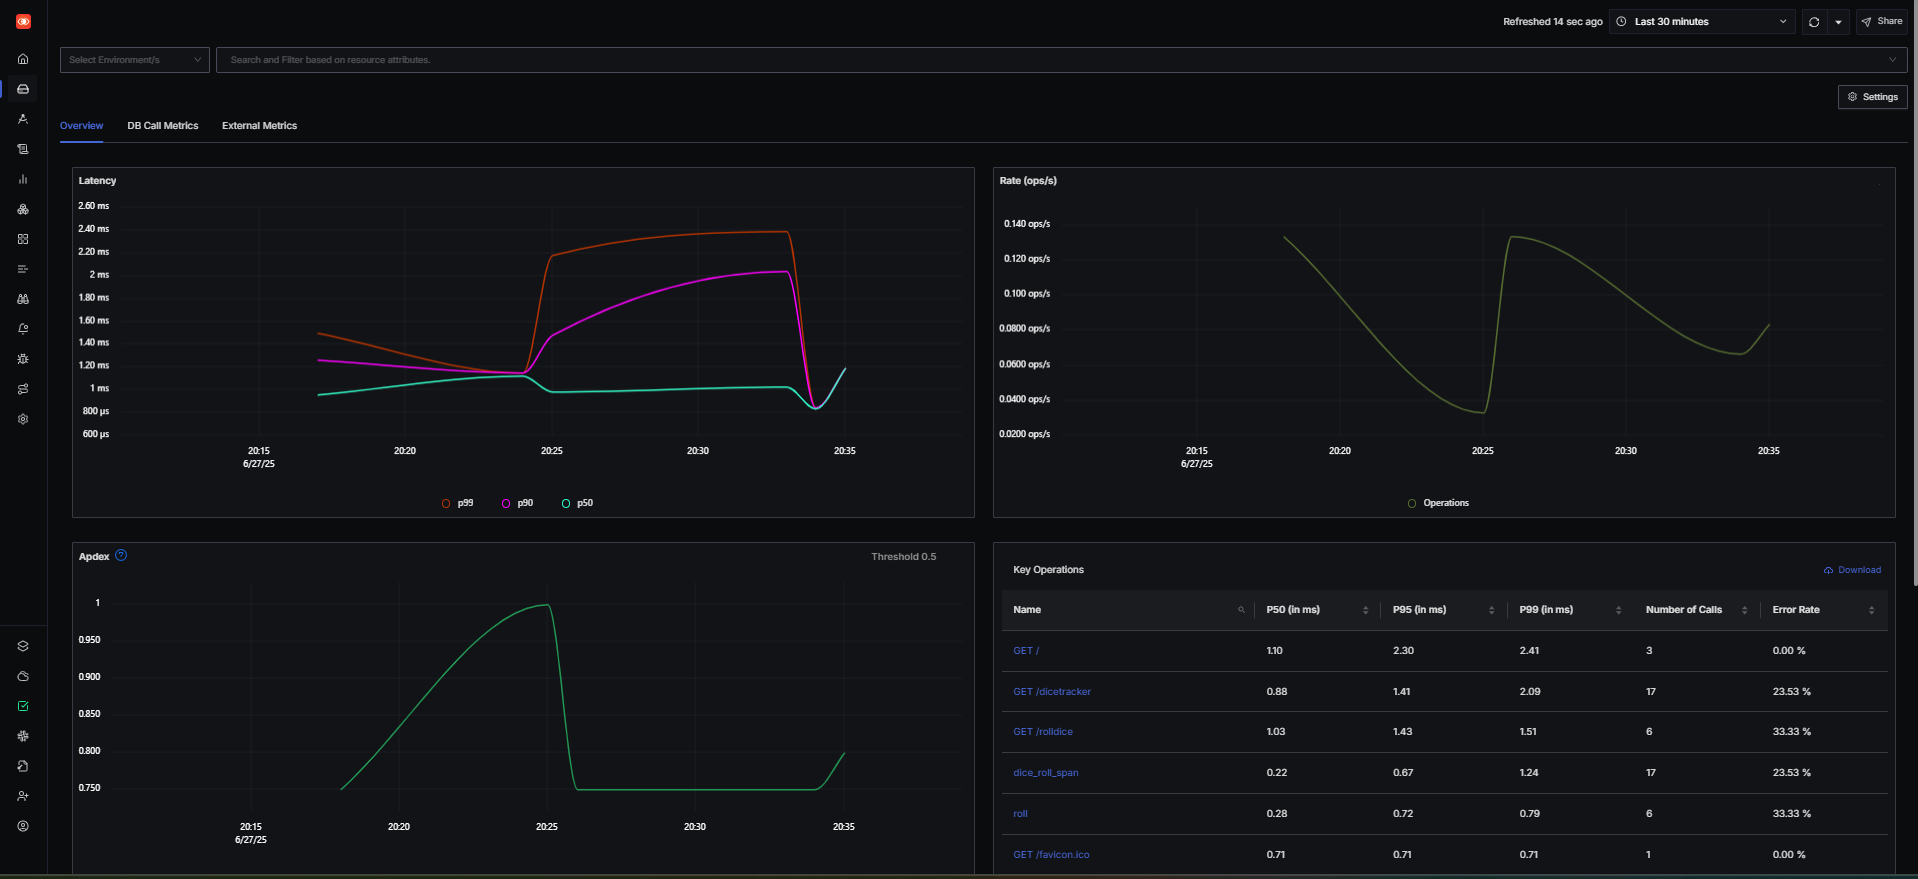 Refreshed 14 sec ago
Last 30 minutes
Share
Select Environment/s
Search and Filter based on resource attributes.
Settings
Overview
DB Call Metrics
External Metrics
Latency
2.60 ms
2.40 ms
2.20 ms
2 ms
1.80 ms
1.60 ms
1.40 ms
1.20 ms
1 ms
800 µs
600 µs
20:15
6/27/25
20:20
20:25
20:30
20:35
p99
p90
p50
Rate (ops/s)
0.140 ops/s
0.120 ops/s
0.100 ops/s
0.0800 ops/s
0.0600 ops/s
0.0400 ops/s
0.0200 ops/s
20:15
6/27/25
20:20
20:25
20:30
20:35
Operations
Apdex
Threshold 0.5
1
0.950
0.900
0.850
0.800
0.750
20:15
6/27/25
20:20
20:25
20:30
20:35
Key Operations
Download
Name P50 (in ms) P95 (in ms) P99 (in ms) Number of Calls Error Rate
GET / 1.10 2.30 2.41 3 0.00 %
GET /dicetracker 0.88 1.41 2.09 17 23.53 %
GET /rolldice 1.03 1.43 1.51 6 33.33 %
dice_roll_span 0.22 0.67 1.24 17 23.53 %
roll 0.28 0.72 0.79 6 33.33 %
GET /favicon.ico 0.71 0.71 0.71 1 0.00 %